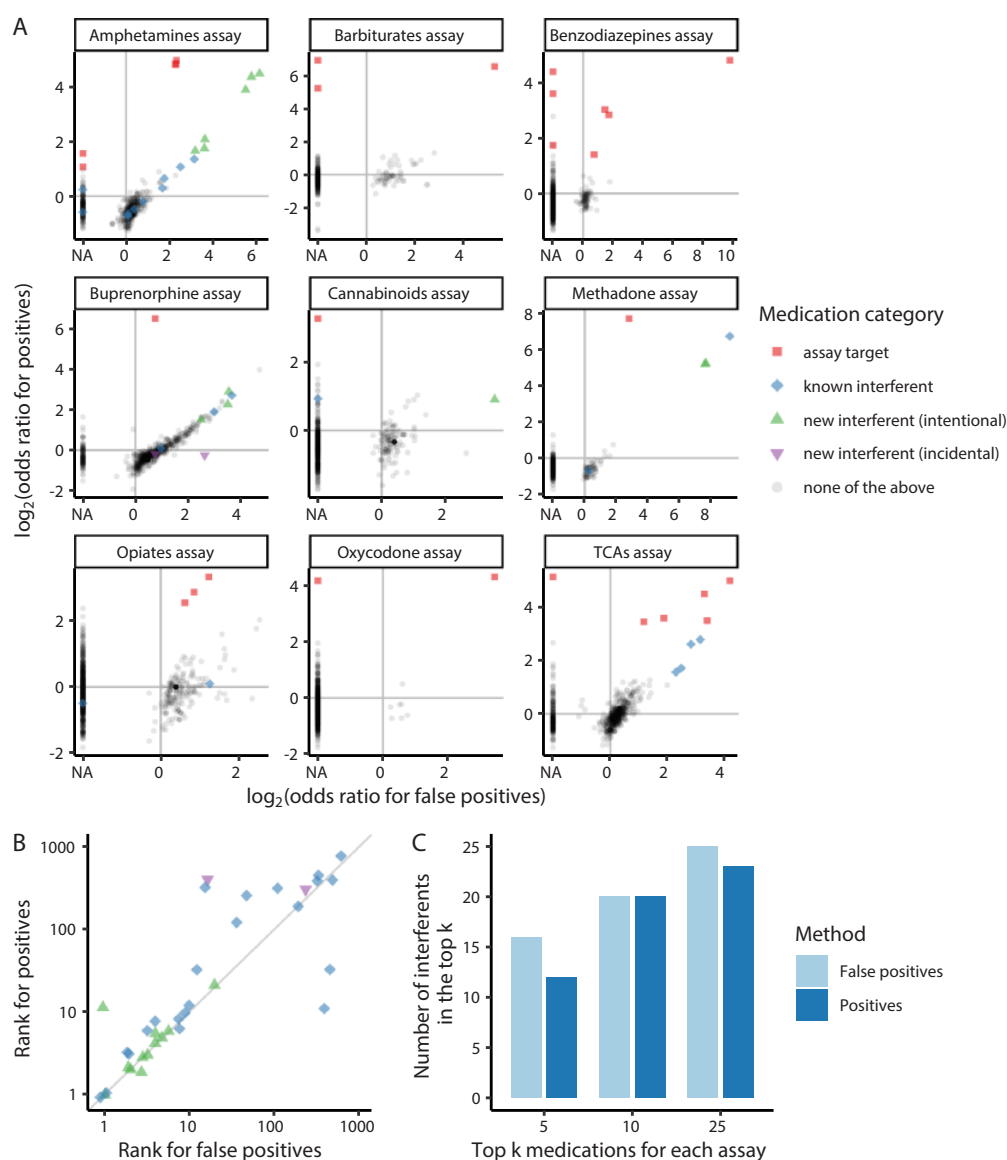 A
Amphetamines assay
Barbiturates assay
Benzodiazepines assay
4
2
0
NA 0 2 4 6
6
4
2
0
-2
NA 0 2 4 6
4
2
0
NA 0 2 4 6 8 10
Buprenorphine assay
Cannabinoids assay
Methadone assay
6
4
2
0
-2
NA 0 2 4
2
0
NA 0 2 4
8
6
4
2
0
-2
NA 0 2 4 6 8
Opiates assay
Oxycodone assay
TCAs assay
2
0
-2
NA 0 2
4
2
0
-2
NA 0 2 4
4
2
0
NA 0 2 4
log2(odds ratio for positives)
log2(odds ratio for false positives)
Medication category
assay target
known interferent
new interferent (intentional)
new interferent (incidental)
none of the above
B
1000
100
10
1
1 10 100 1000
Rank for positives
Rank for false positives
C
25
20
15
10
5
0
5 10 25
Number of interferents
in the top k
Top k medications for each assay
Method
False positives
Positives